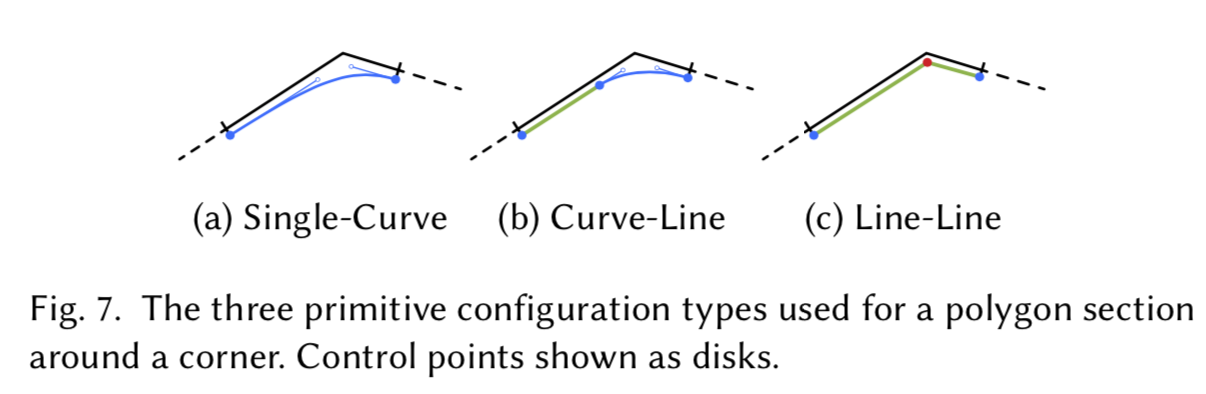 (a) Single-Curve (b) Curve-Line (c) Line-Line
Fig. 7. The three primitive configuration types used for a polygon section
around a corner. Control points shown as disks.